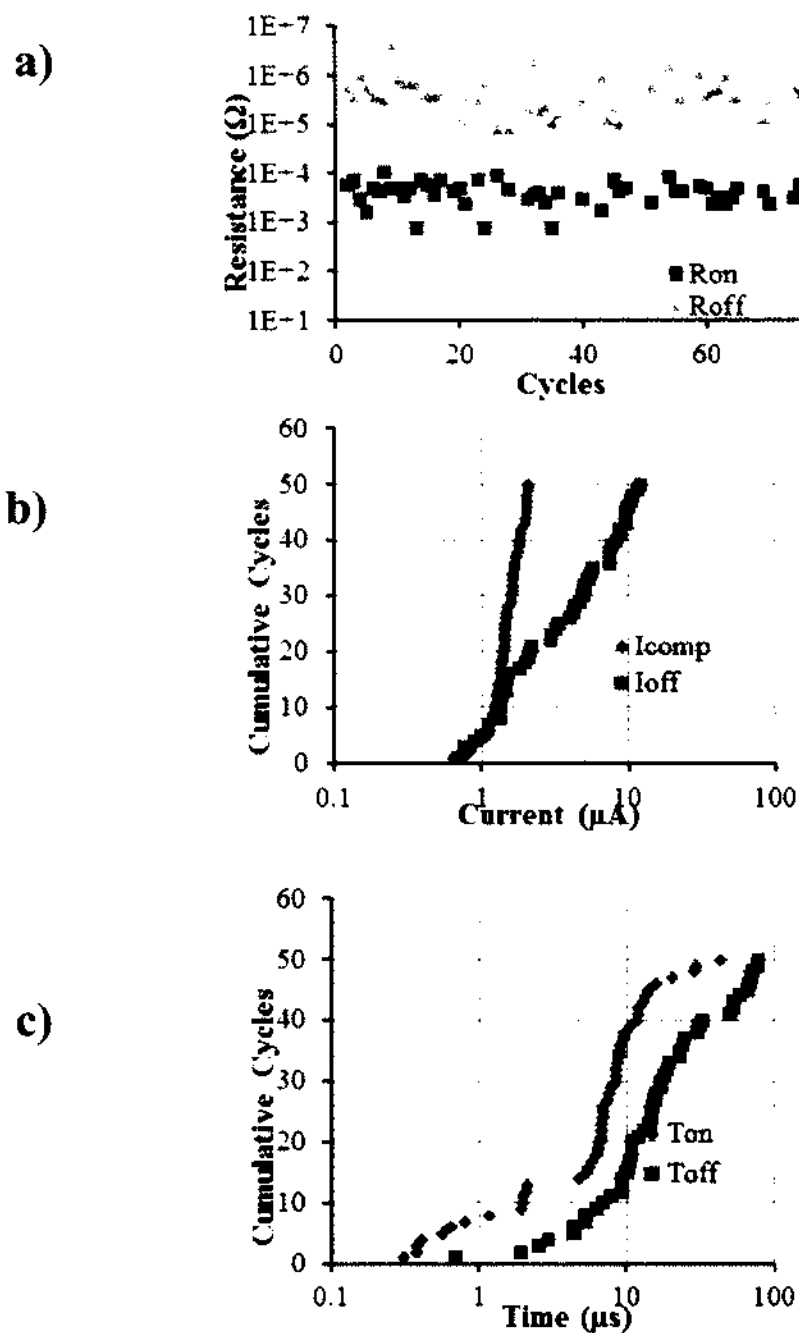 a)
Resistance (Ω)
1E+7
1E+6
1E+5
1E+4
1E+3
1E+2
1E+1
0
20
40
60
Cycles
Ron
Roff
b)
Cumulative Cycles
60
50
40
30
20
10
0
0.1
1
10
100
Current (μA)
Icomp
Ioff
c)
Cumulative Cycles
60
50
40
30
20
10
0
0.1
1
10
100
Time (μs)
Ton
Toff